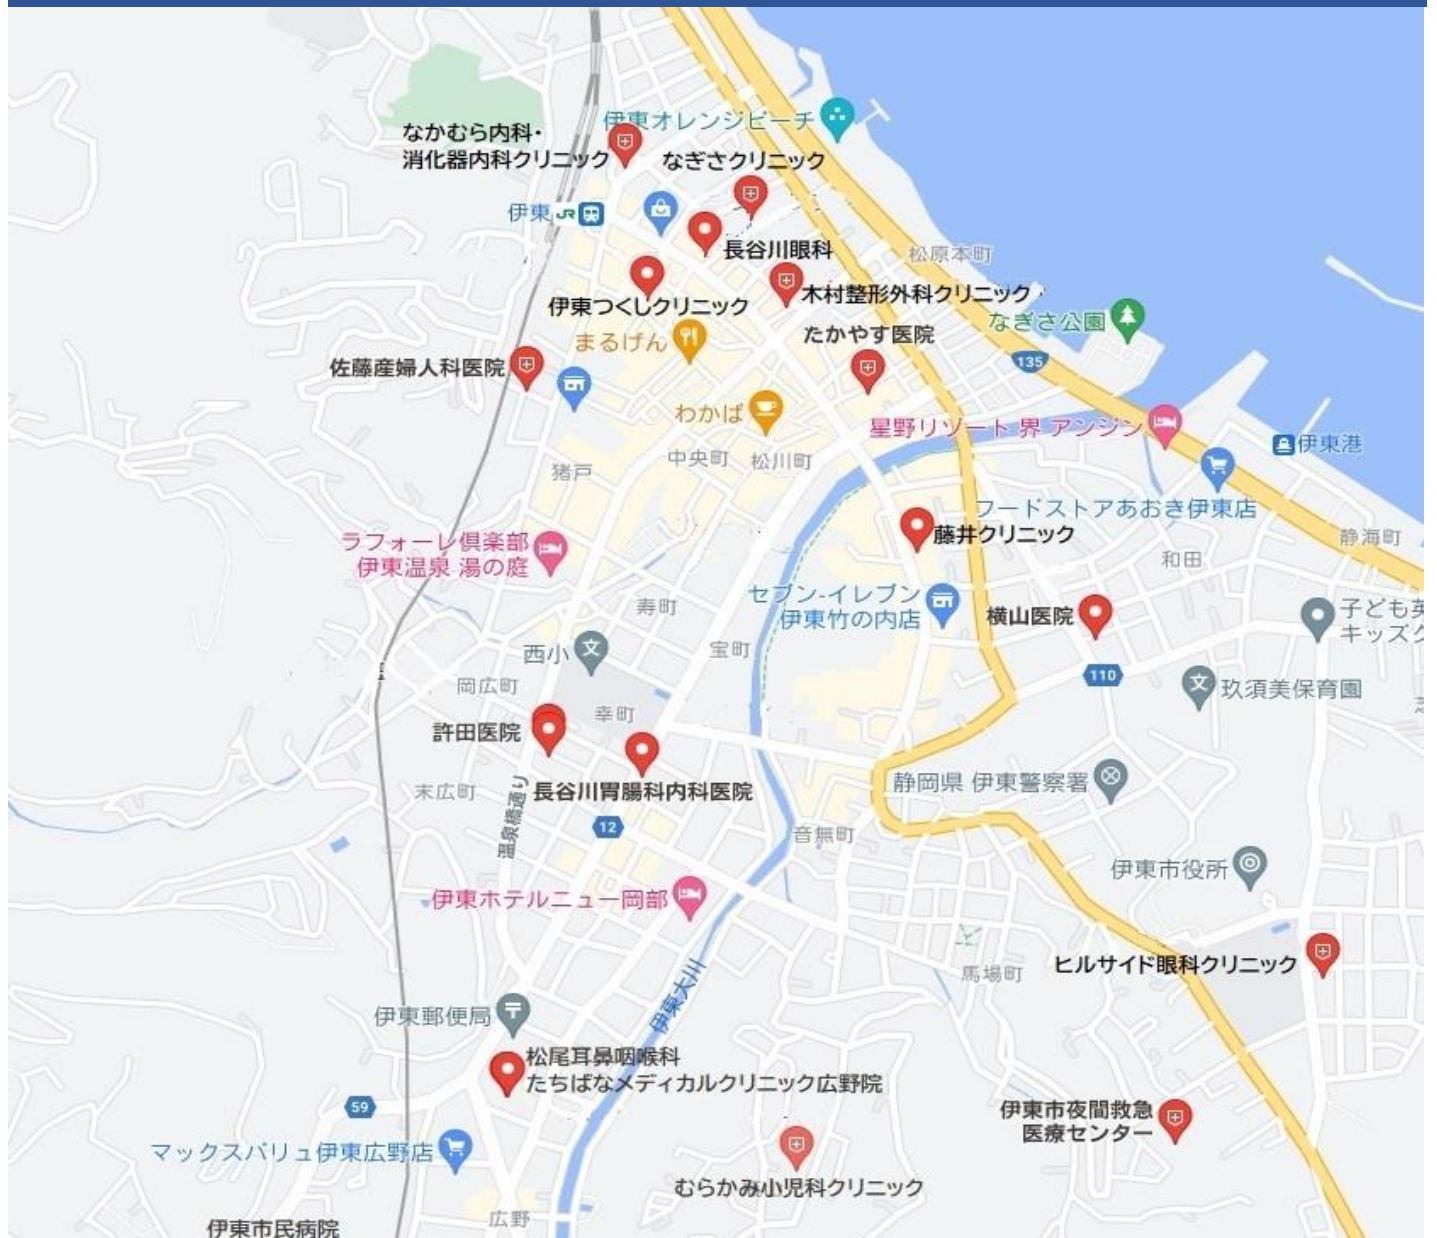 伊東オレンジビーチ
なかむら内科・
消化器内科クリニック
なぎさクリニック
伊東
JR
長谷川眼科
松原本町
伊東つくしクリニック
木村整形外科クリニック
まるげん
たかやす医院
なぎさ公園
135
佐藤産婦人科医院
わかば
星野リゾート 界 アンジン
伊東港
猪戸
中央町
松川町
フードストアあおき伊東店
藤井クリニック
静海町
ラフォーレ倶楽部
伊東温泉 湯の庭
和田
寿町
セブン-イレブン
伊東竹の内店
横山医院
子ども英
キッズク
西小
文
宝町
岡広町
110
文
玖須美保育園
幸町
許田医院
末広町
長谷川胃腸科内科医院
静岡県 伊東警察署
温泉橋通り
12
音無町
伊東市役所
伊東ホテルニュー岡部
馬場町
ヒルサイド眼科クリニック
伊東大川
伊東郵便局
松尾耳鼻咽喉科
たちばなメディカルクリニック広野院
59
伊東市夜間救急
医療センター
マックスバリュ伊東広野店
むらかみ小児科クリニック
広野
伊東市民病院